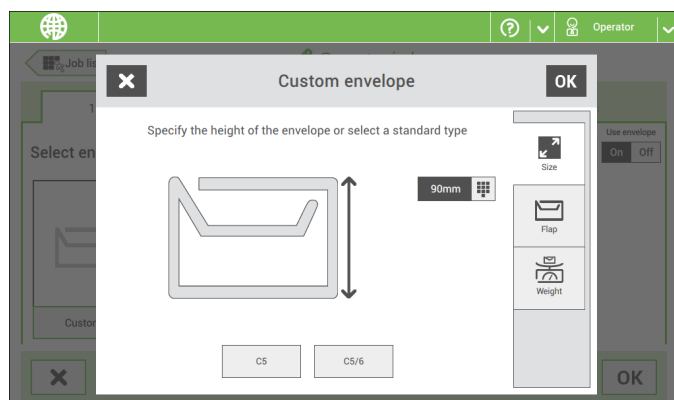 Operator
Job lis
Custom envelope
OK
1
Specify the height of the envelope or select a standard type
Use envelope
On Off
Select en
90mm
Size
Flap
Weight
Custor
C5 C5/6
OK